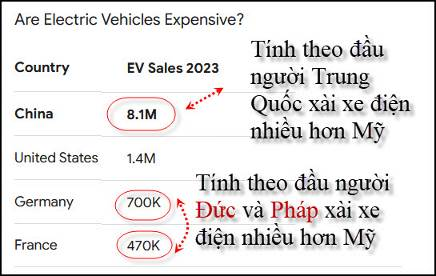 Are Electric Vehicles Expensive?
Country EV Sales 2023
China 8.1M
Tính theo đầu
người Trung
Quốc xài xe điện
nhiều hơn Mỹ
United States 1.4M
Germany 700K
France 470K
Tính theo đầu người
Đức và Pháp xài xe
điện nhiều hơn Mỹ